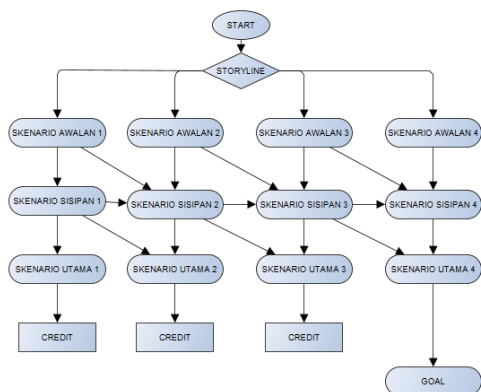 START
STORYLINE
SKENARIO AWALAN 1
SKENARIO AWALAN 2
SKENARIO AWALAN 3
SKENARIO AWALAN 4
SKENARIO SISIPAN 1
SKENARIO SISIPAN 2
SKENARIO SISIPAN 3
SKENARIO SISIPAN 4
SKENARIO UTAMA 1
SKENARIO UTAMA 2
SKENARIO UTAMA 3
SKENARIO UTAMA 4
CREDIT
CREDIT
CREDIT
GOAL